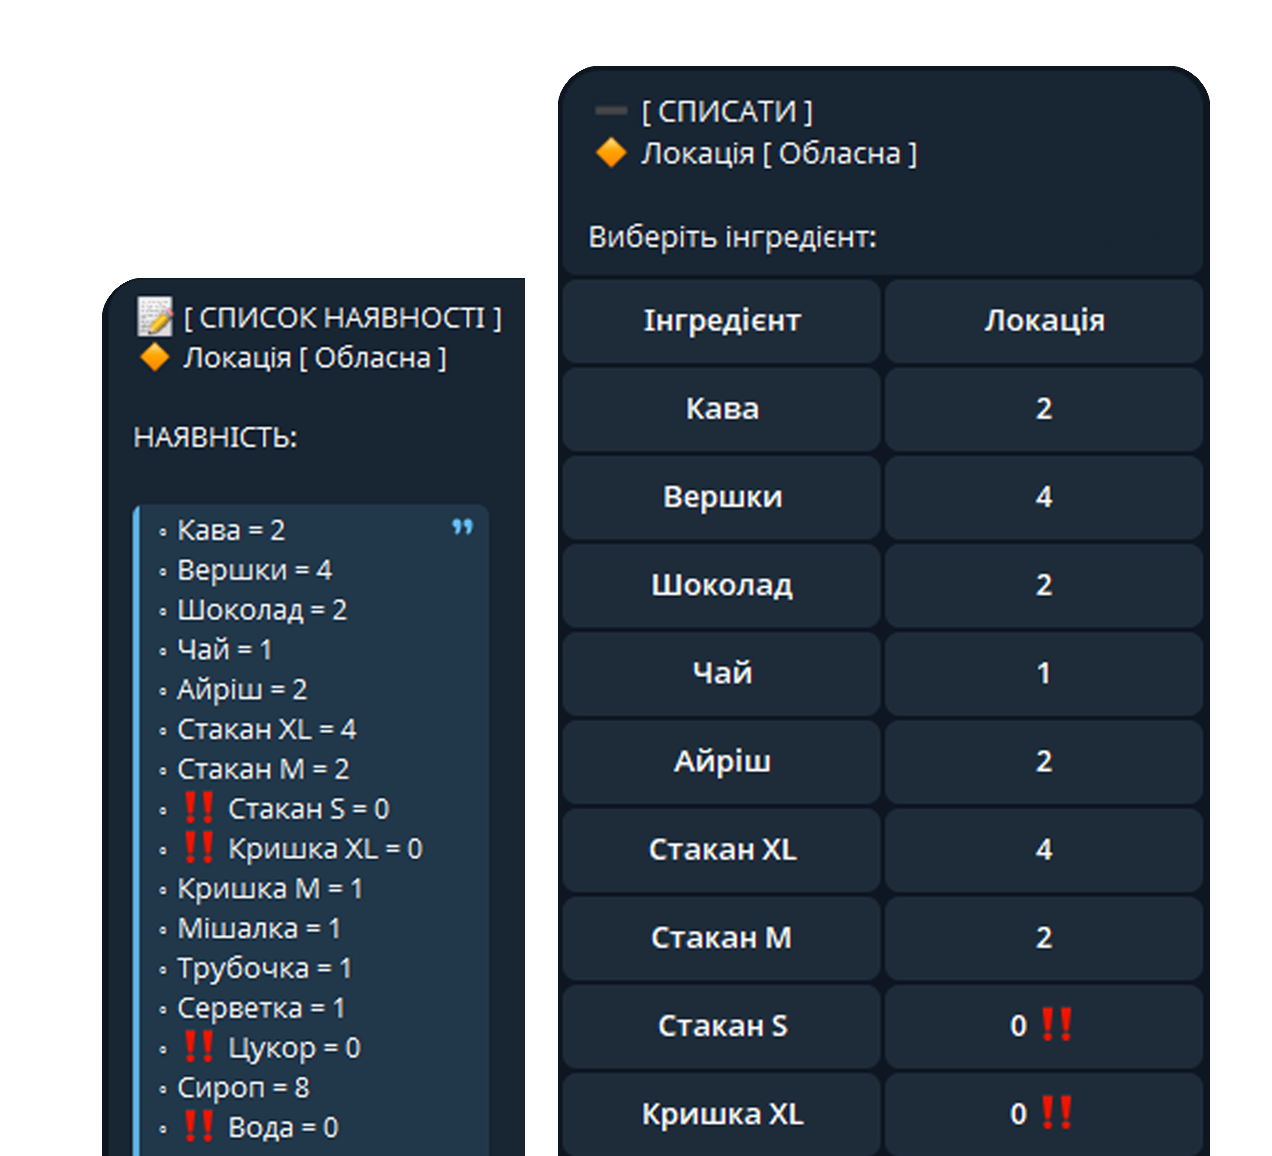 [ СПИСОК НАЯВНОСТІ ]
Локація [ Обласна ]
НАЯВНІСТЬ:
∘ Кава = 2
∘ Вершки = 4
∘ Шоколад = 2
∘ Чай = 1
∘ Айріш = 2
∘ Стакан XL = 4
∘ Стакан M = 2
∘ ‼️ Стакан S = 0
∘ ‼️ Кришка XL = 0
∘ Кришка M = 1
∘ Мішалка = 1
∘ Трубочка = 1
∘ Серветка = 1
∘ ‼️ Цукор = 0
∘ Сироп = 8
∘ ‼️ Вода = 0
➖ [ СПИСАТИ ]
Локація [ Обласна ]
Виберіть інгредієнт:
Інгредієнт Локація
Кава 2
Вершки 4
Шоколад 2
Чай 1
Айріш 2
Стакан XL 4
Стакан M 2
Стакан S 0 ‼️
Кришка XL 0 ‼️